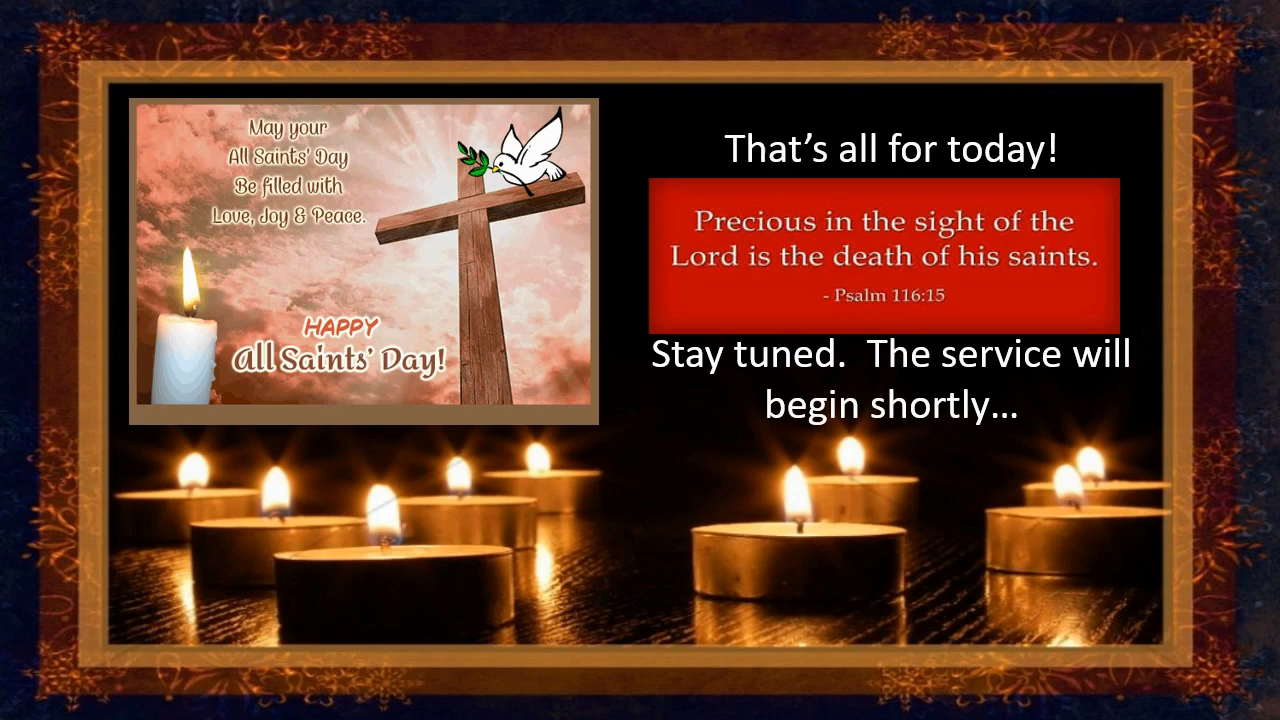 May your
All Saints' Day
Be filled with
Love, Joy & Peace.
HAPPY
All Saints' Day!
That’s all for today!
Precious in the sight of the
Lord is the death of his saints.
- Psalm 116:15
Stay tuned.  The service will
begin shortly…